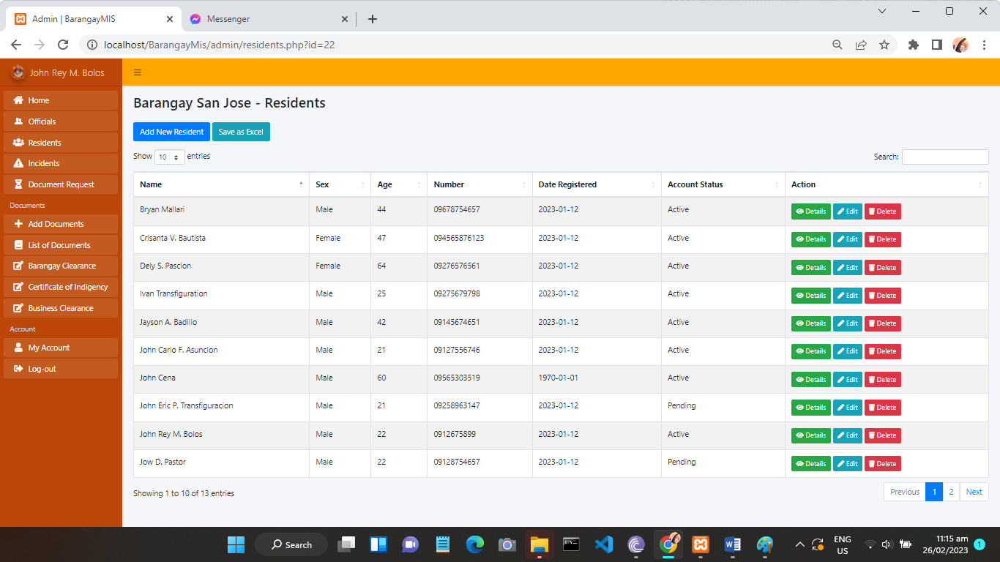 Admin | BarangayMIS
Messenger
localhost/BarangayMis/admin/residents.php?id=22
John Rey M. Bolos
Home
Officials
Residents
Incidents
Document Request
Documents
Add Documents
List of Documents
Barangay Clearance
Certificate of Indigency
Business Clearance
Account
My Account
Log-out
Barangay San Jose - Residents
Add New Resident Save as Excel
Show 10 entries Search:
Name Sex Age Number Date Registered Account Status Action
Bryan Mallari Male 44 09678754657 2023-01-12 Active Details Edit Delete
Crisanta V. Bautista Female 47 094565876123 2023-01-12 Active Details Edit Delete
Dely S. Pascion Female 64 09276576561 2023-01-12 Active Details Edit Delete
Ivan Transfiguration Male 25 09275679798 2023-01-12 Active Details Edit Delete
Jayson A. Badillo Male 42 09145674651 2023-01-12 Active Details Edit Delete
John Carlo F. Asuncion Male 21 09127556746 2023-01-12 Active Details Edit Delete
John Cena Male 60 09565303519 1970-01-01 Active Details Edit Delete
John Eric P. Transfiguracion Male 21 09258963147 2023-01-12 Pending Details Edit Delete
John Rey M. Bolos Male 22 0912675899 2023-01-12 Active Details Edit Delete
Jow D. Pastor Male 22 09128754657 2023-01-12 Pending Details Edit Delete
Showing 1 to 10 of 13 entries Previous 1 2 Next
Search
ENG
US
11:15 am
26/02/2023
1